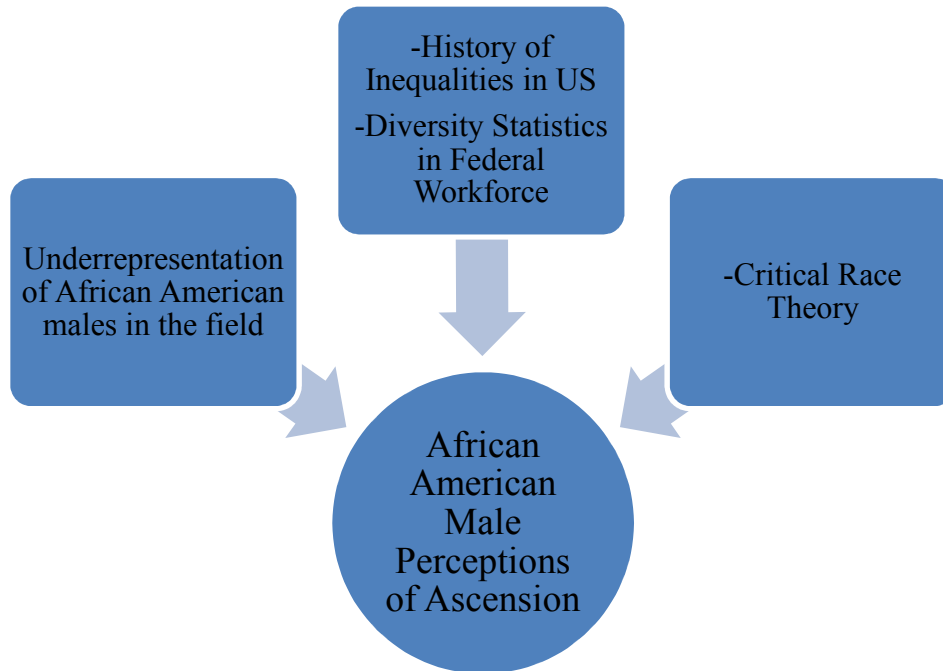 -History of
Inequalities in US
-Diversity Statistics
in Federal
Workforce
Underrepresentation
of African American
males in the field
-Critical Race
Theory
African
American
Male
Perceptions
of Ascension